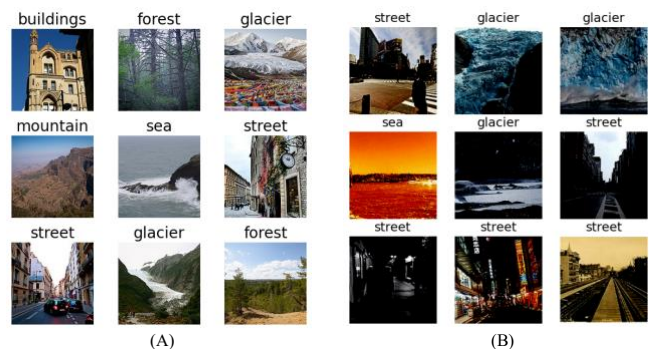 buildings forest glacier
mountain sea street
street glacier forest
(A)
street glacier glacier
sea glacier street
street street street
(B)